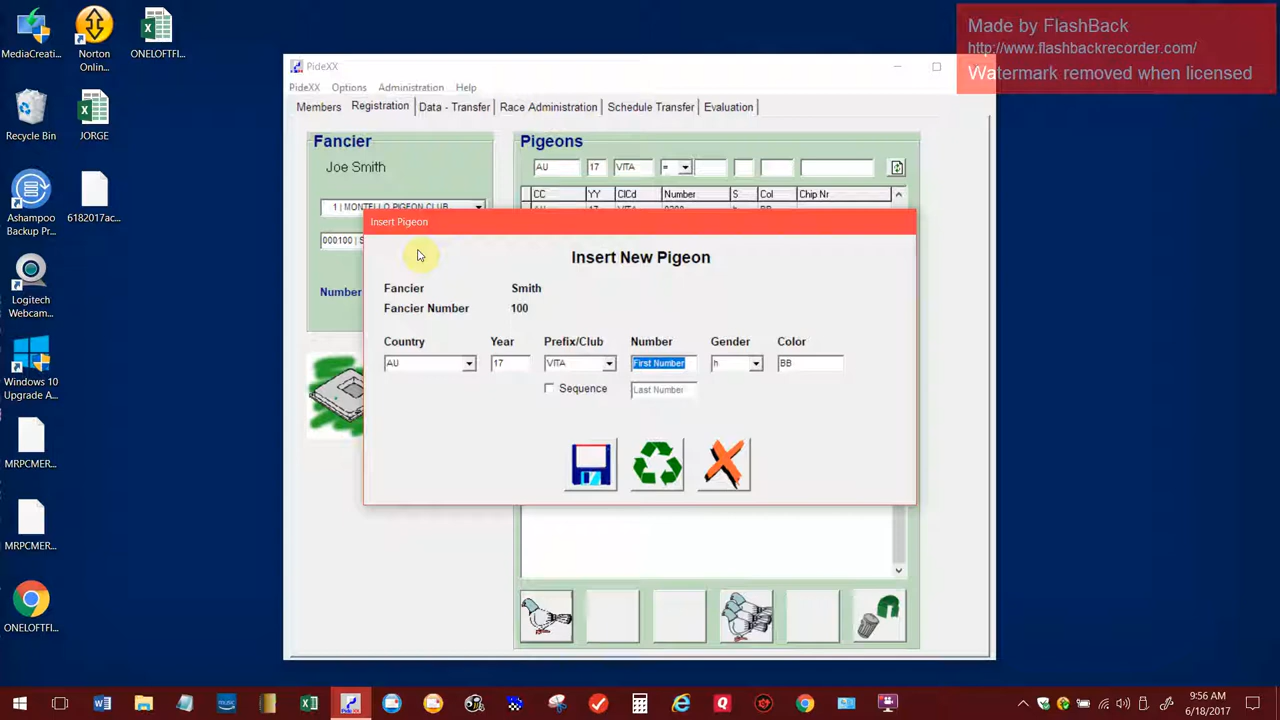 MediaCreati...
Norton
Onlin...
ONELOFTFI...
Recycle Bin
JORGE
Ashampoo
Backup Pr...
6182017ac...
Logitech
Webcam...
Windows 10
Upgrade A...
MRPCMER...
MRPCM...
ONELOFTFI...
Made by FlashBack
http://www.flashbackrecorder.com/
Watermark removed when licensed
PideXX
PideXX Options Administration Help
Members Registration Data - Transfer Race Administration Schedule Transfer Evaluation
Fancier
Joe Smith
1 | MONTELLO PIGEON CLUB
000100 | S
Number
Pigeons
AU 17 VITA =
CC YY ClCd Number S Col Chip Nr
Insert Pigeon
Insert New Pigeon
Fancier Smith
Fancier Number 100
Country Year Prefix/Club Number Gender Color
AU 17 VITA First Number h BB
Sequence Last Number
9:56 AM
6/18/2017